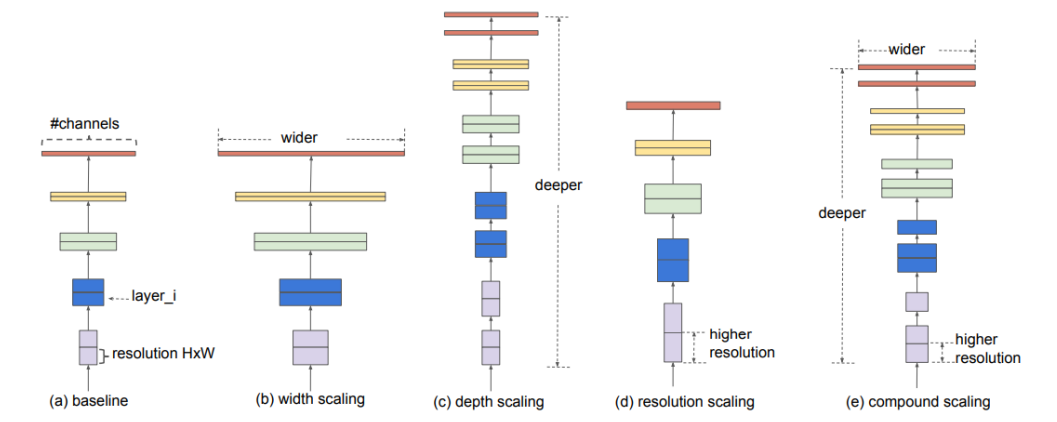 #channels
layer_i
resolution HxW
(a) baseline
wider
(b) width scaling
deeper
(c) depth scaling
higher
resolution
(d) resolution scaling
wider
deeper
higher
resolution
(e) compound scaling